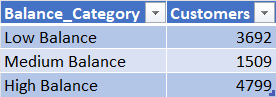 Balance_Category Customers
Low Balance 3692
Medium Balance 1509
High Balance 4799